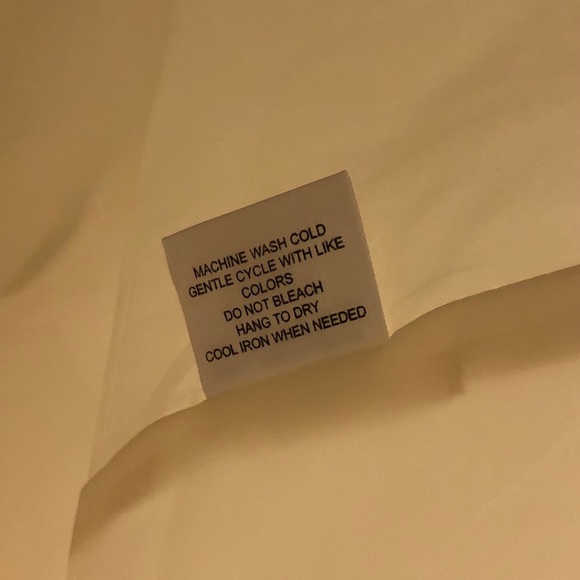 MACHINE WASH COLD
GENTLE CYCLE WITH LIKE
COLORS
DO NOT BLEACH
HANG TO DRY
COOL IRON WHEN NEEDED